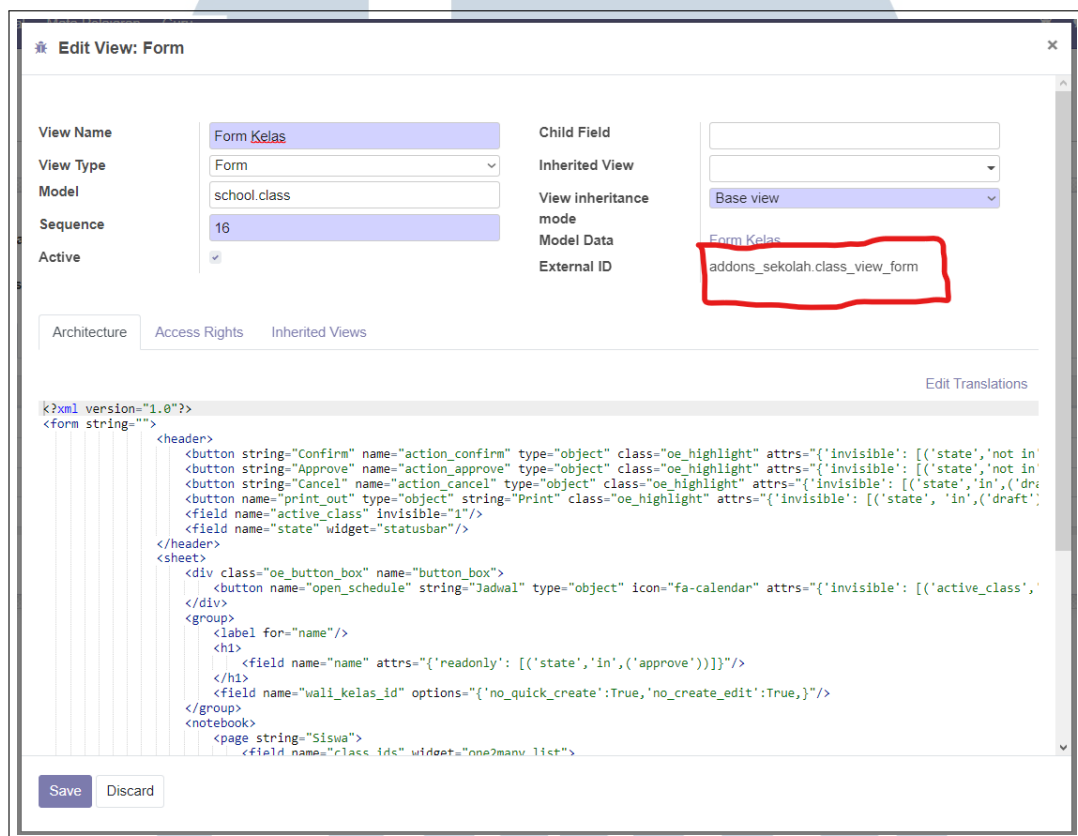 Edit View: Form
×
View Name
Form Kelas
View Type
Form
Model
school.class
Sequence
16
Active
Child Field
Inherited View
View inheritance
mode
Base view
Model Data
Form Kelas
External ID
addons_sekolah.class_view_form
Architecture Access Rights Inherited Views
Edit Translations
<?xml version="1.0"?>
<form string="">
<header>
<button string="Confirm" name="action_confirm" type="object" class="oe_highlight" attrs="{'invisible': [('state','not in'
<button string="Approve" name="action_approve" type="object" class="oe_highlight" attrs="{'invisible': [('state','not in'
<button string="Cancel" name="action_cancel" type="object" class="oe_highlight" attrs="{'invisible': [('state','in',('dra
<button name="print_out" type="object" string="Print" class="oe_highlight" attrs="{'invisible': [('state', 'in',('draft')
<field name="active_class" invisible="1"/>
<field name="state" widget="statusbar"/>
</header>
<sheet>
<div class="oe_button_box" name="button_box">
<button name="open_schedule" string="Jadwal" type="object" icon="fa-calendar" attrs="{'invisible': [('active_class','
</div>
<group>
<label for="name"/>
<h1>
<field name="name" attrs="{'readonly': [('state','in',('approve'))]}"/>
</h1>
<field name="wali_kelas_id" options="{'no_quick_create':True,'no_create_edit':True,}"/>
</group>
<notebook>
<page string="Siswa">
<field name="class_ids" widget="one2many_list">
Save Discard